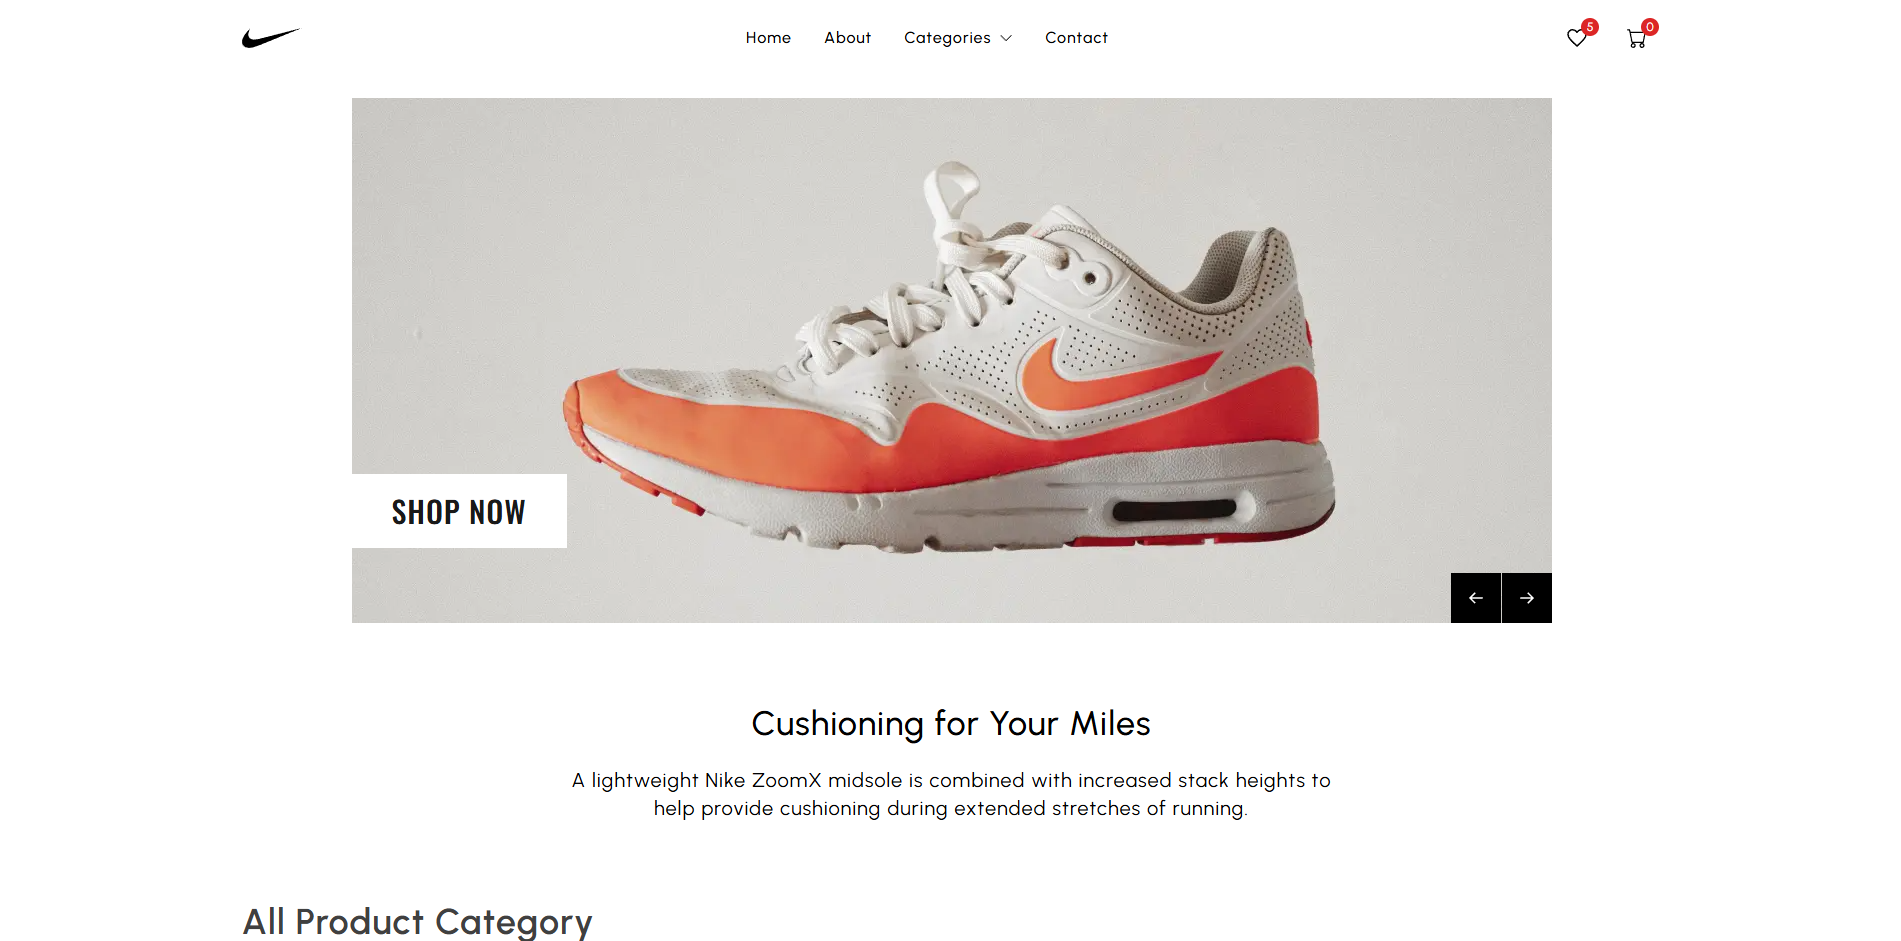 Home About Categories Contact 5 0
SHOP NOW
Cushioning for Your Miles
A lightweight Nike ZoomX midsole is combined with increased stack heights to
help provide cushioning during extended stretches of running.
All Product Category